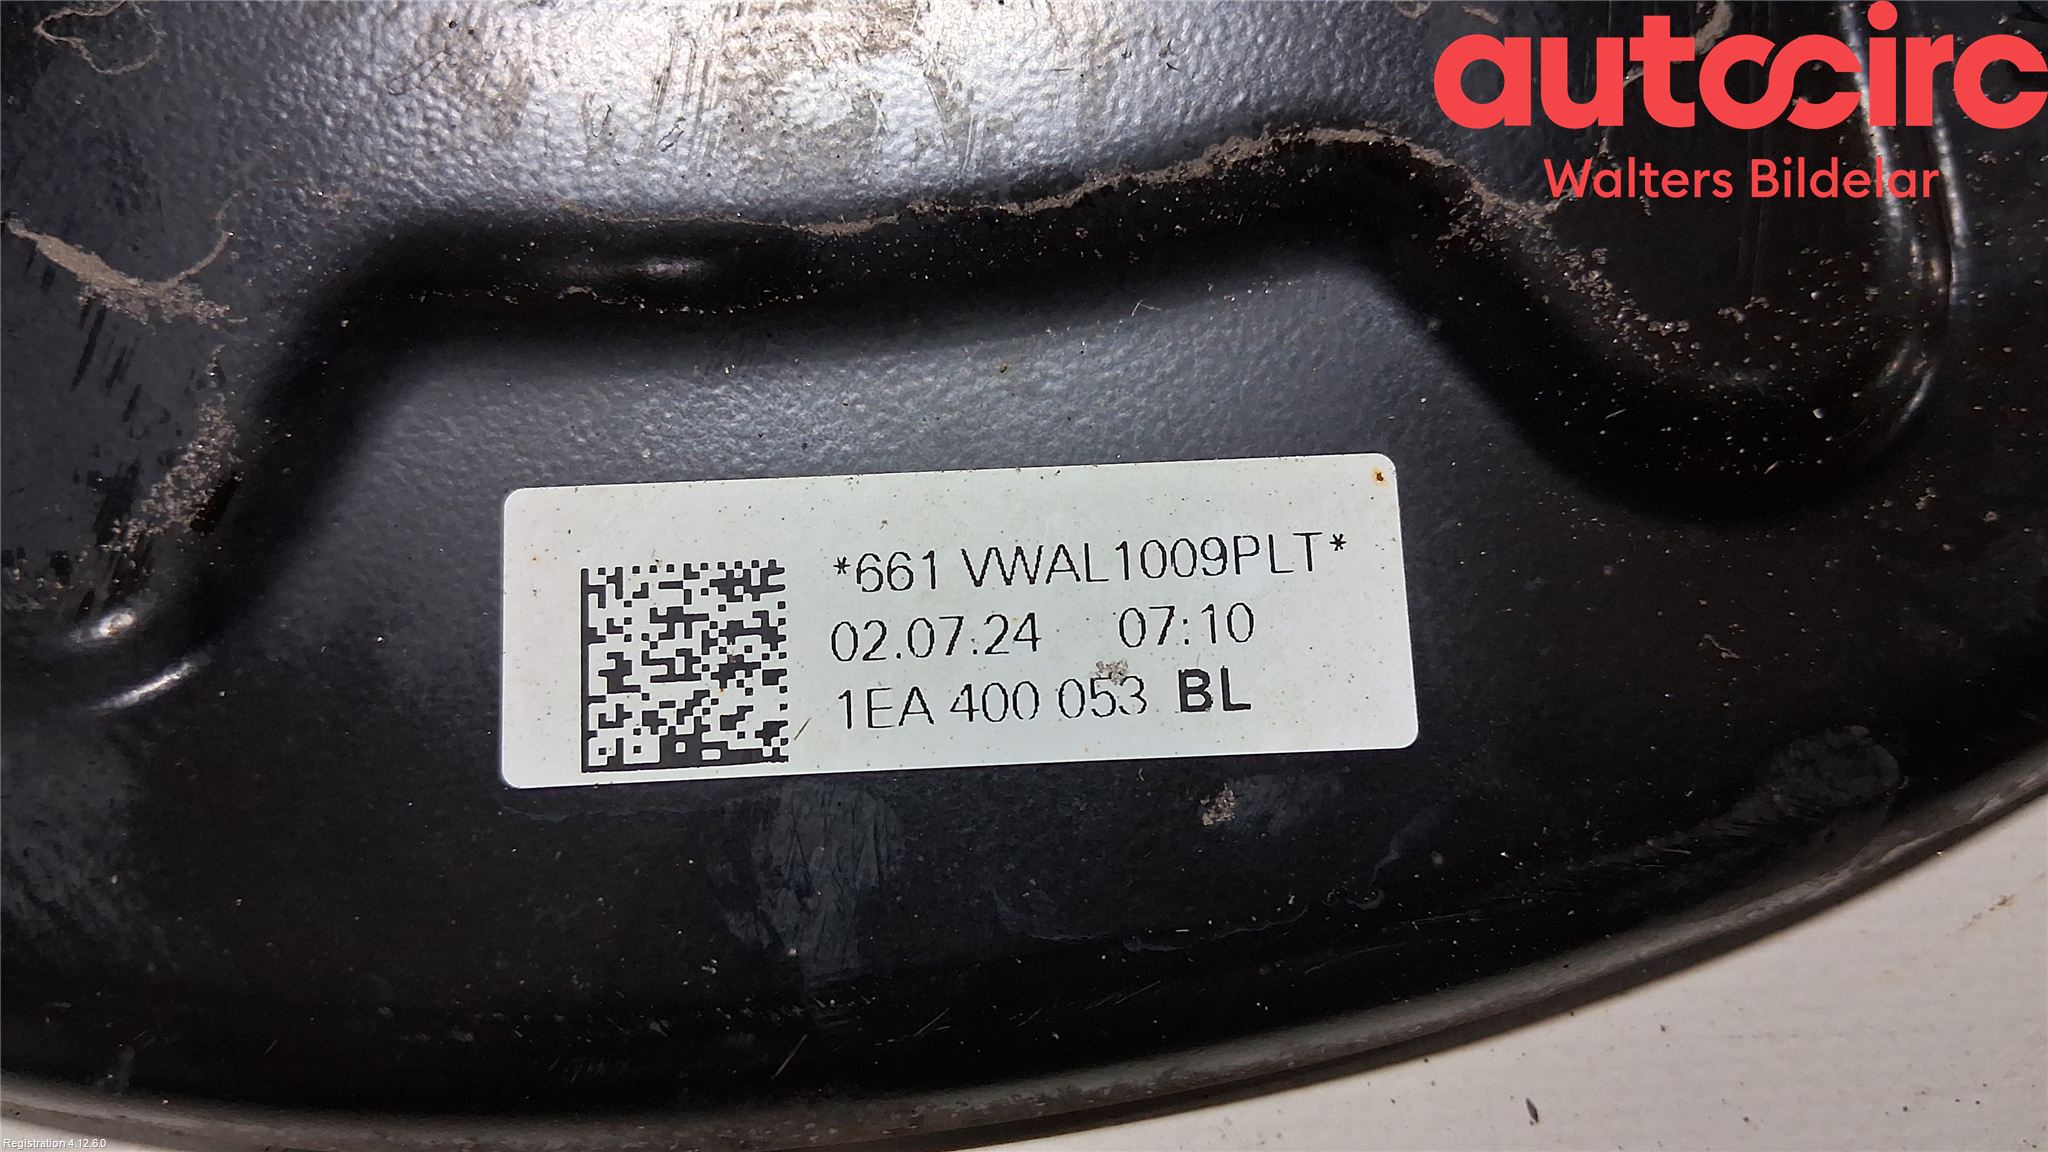 autocirc
Walters Bildelar
*661 VWAL1009PLT*
02.07.24 07:10
1EA 400 053 BL
Registration 4.12.6.0